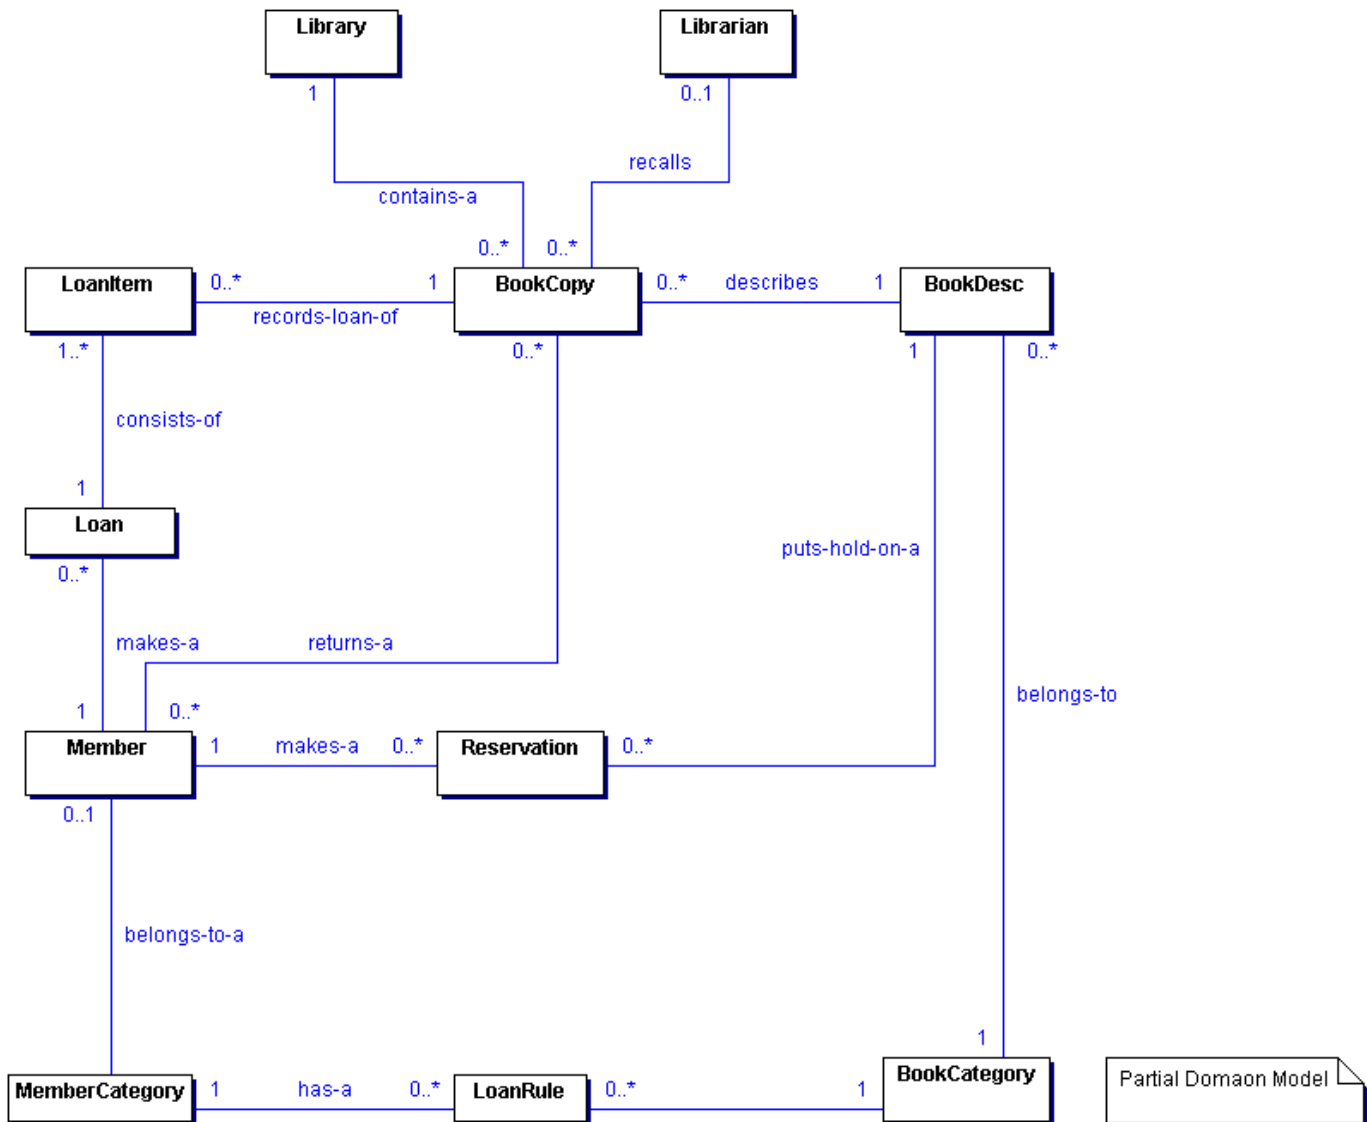 Library
Librarian
1
0..1
recalls
contains-a
0..*
0..*
LoanItem
0..*
1
BookCopy
0..*
describes
1
BookDesc
records-loan-of
1..*
0..*
1
0..*
consists-of
1
Loan
puts-hold-on-a
0..*
makes-a
returns-a
belongs-to
1
0..*
Member
1
makes-a
0..*
Reservation
0..*
0..1
belongs-to-a
1
MemberCategory
1
has-a
0..*
LoanRule
0..*
1
BookCategory
Partial Domaon Model